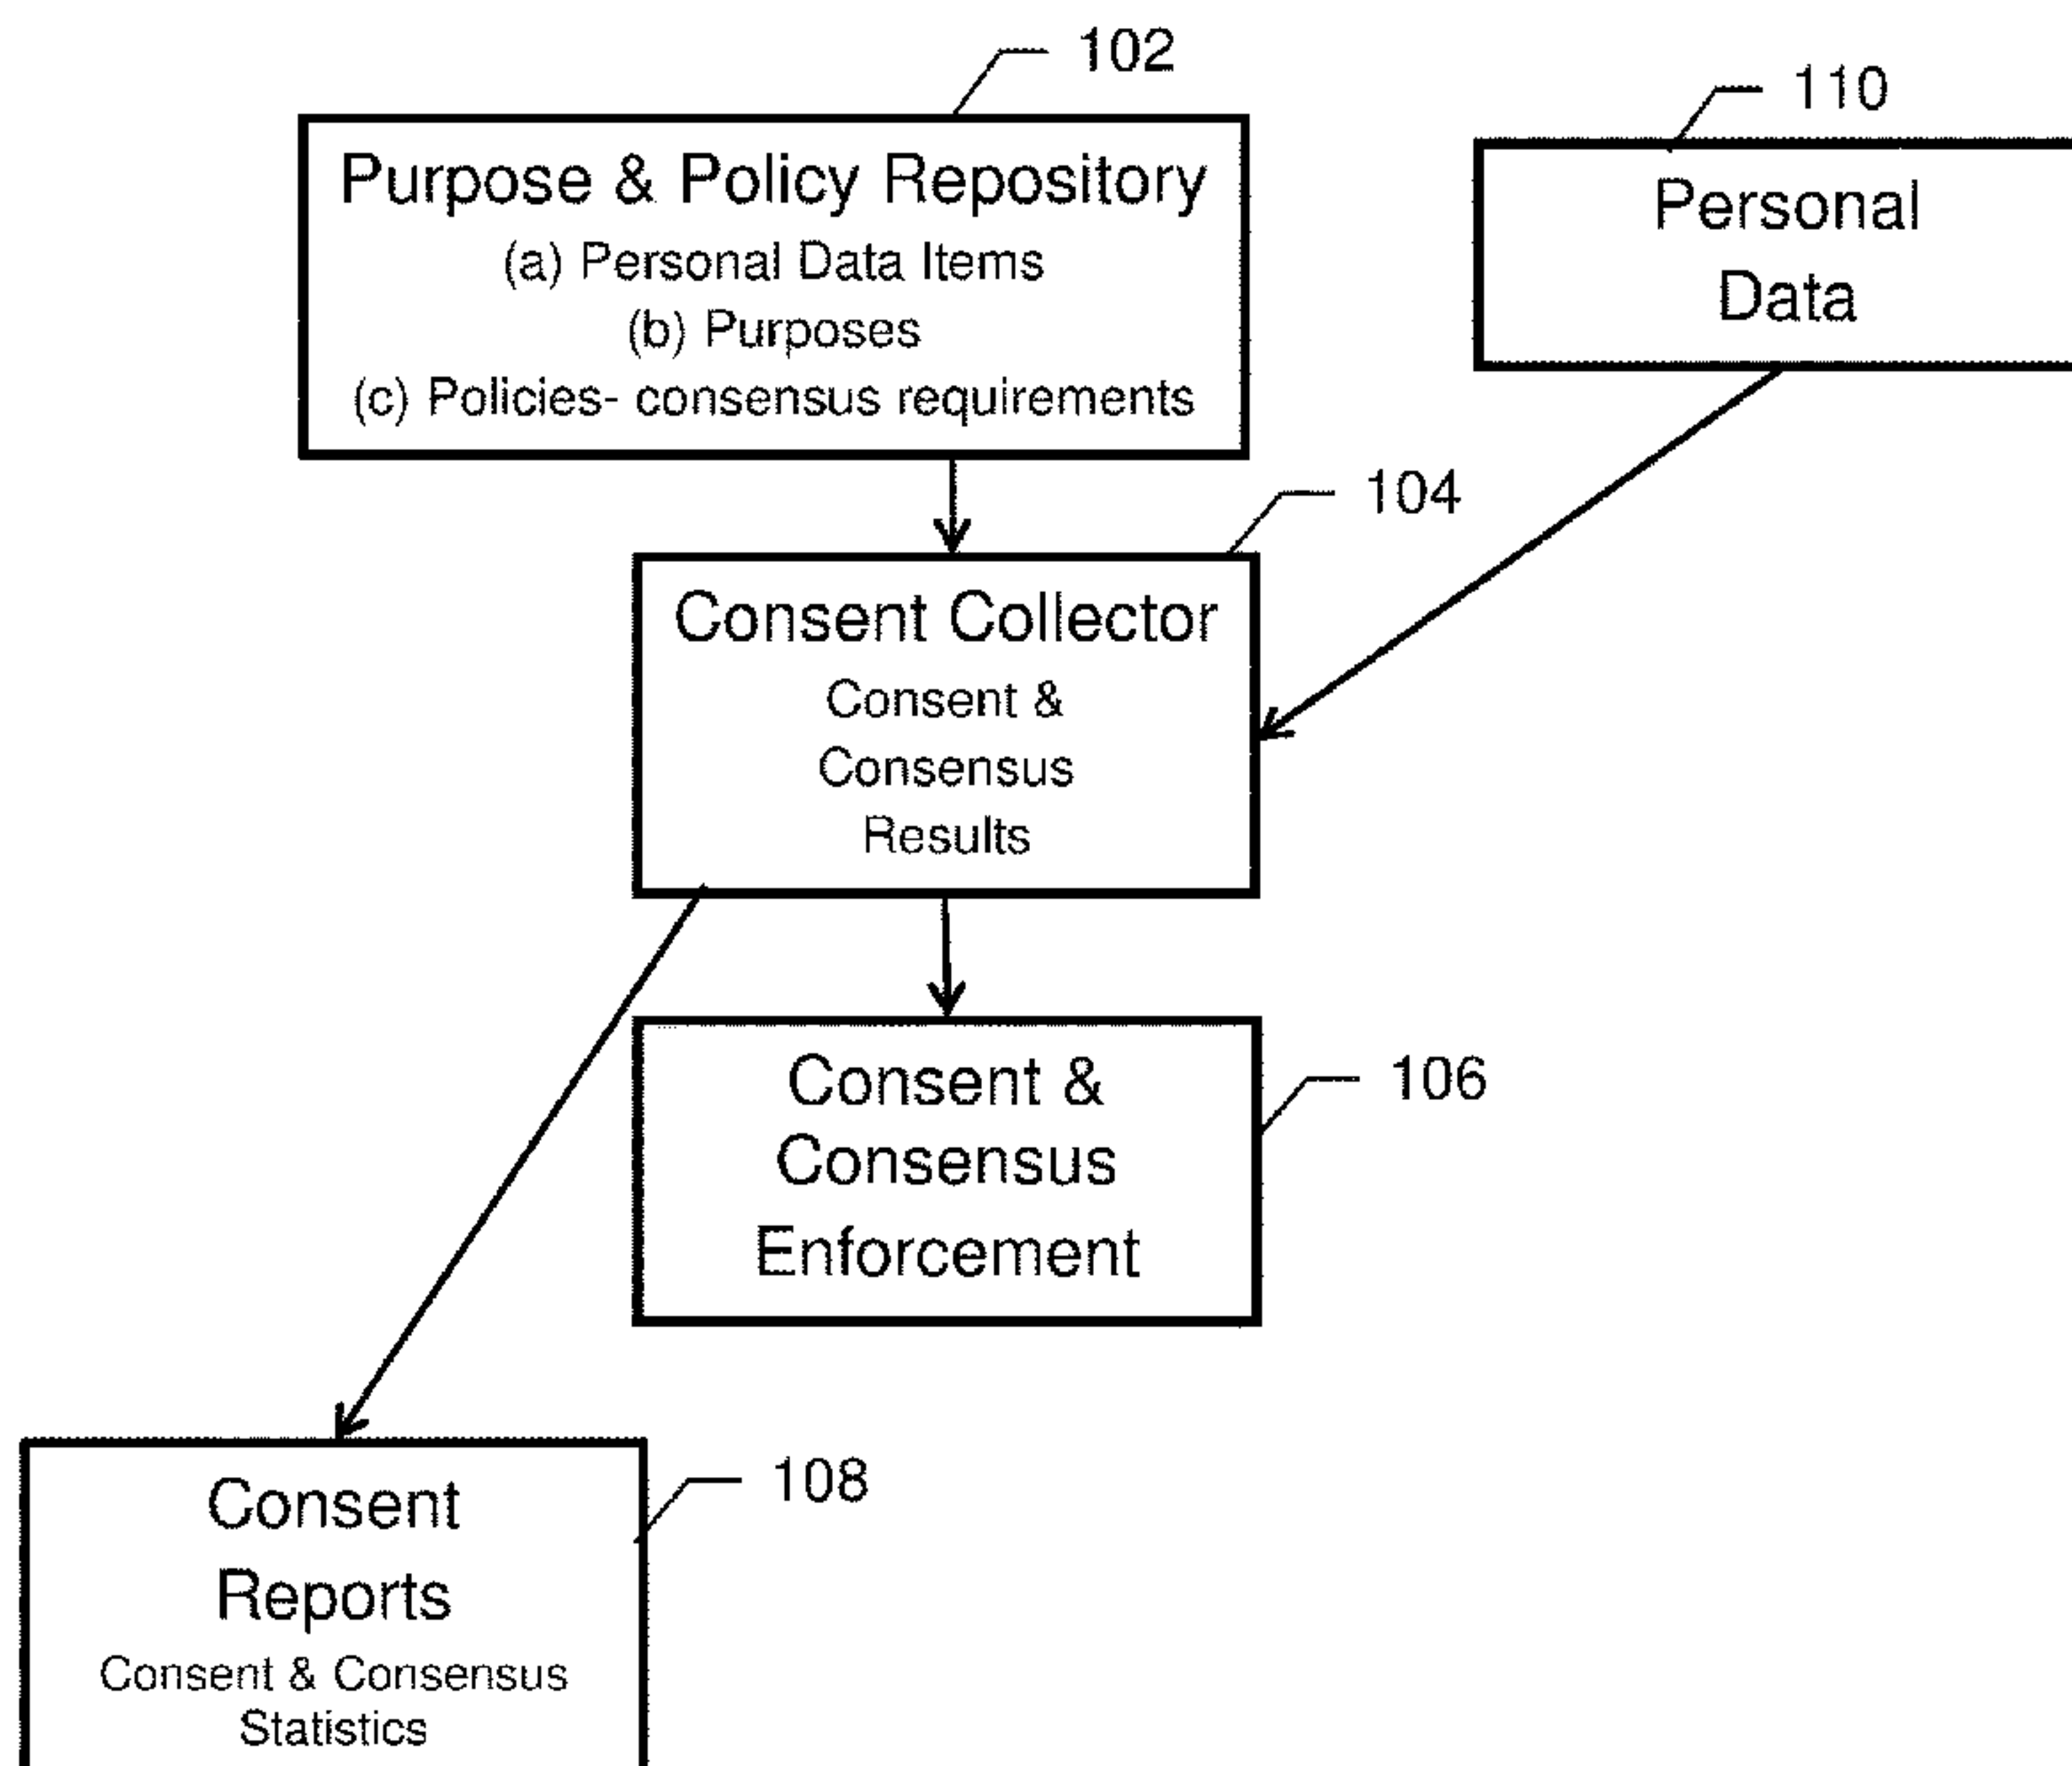 102
110
Purpose & Policy Repository
(a) Personal Data Items
(b) Purposes
(c) Policies- consensus requirements
Personal
Data
104
Consent Collector
Consent &
Consensus
Results
Consent &
Consensus
Enforcement
106
108
Consent
Reports
Consent & Consensus
Statistics